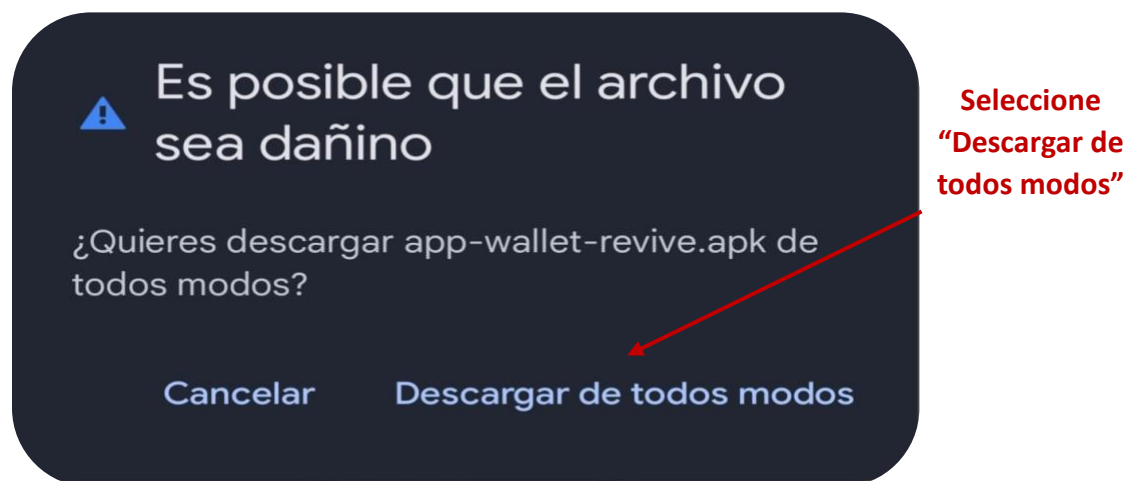 Es posible que el archivo
sea dañino
¿Quieres descargar app-wallet-revive.apk de
todos modos?
Cancelar Descargar de todos modos
Seleccione
“Descargar de
todos modos”